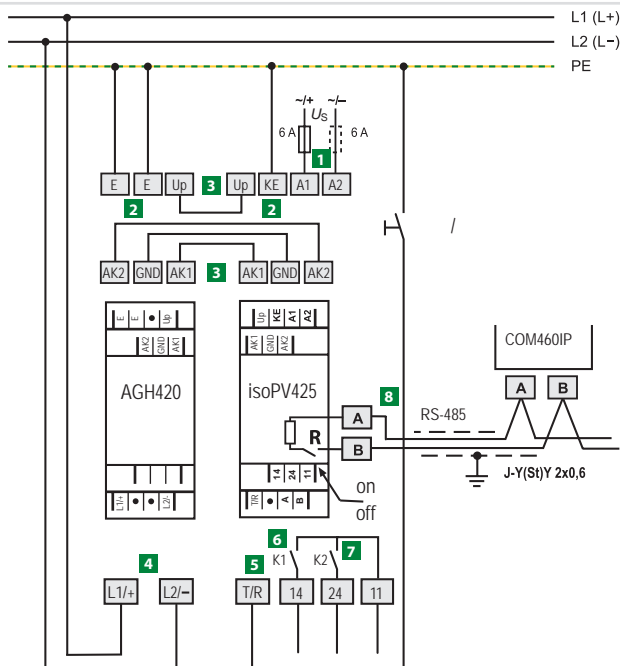 L1 (L+)
L2 (L−)
PE
~/+ ~/−
US
6 A 6 A
1
E E Up 3 Up KE A1 A2
2 2
/
AK2 GND AK1 3 AK1 GND AK2
E E • Up
AK2 GND AK1
AGH420
L1/+ • • L2/-
Up KE A1 A2
AK1 GND AK2
isoPV425
R
14 24 11
T/R • A B
on
off
A
B
8
RS-485
COM460IP
A B
J-Y(St)Y 2x0,6
4
5
6
K1
K2
7
L1/+ L2/− T/R 14 24 11